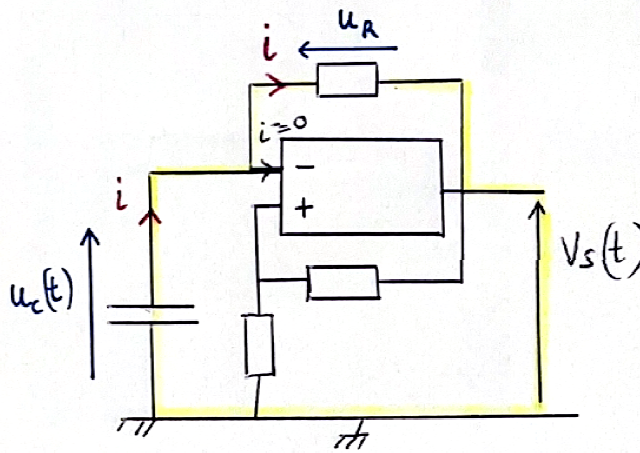 u_R
i
i=0
−
+
i
u_c(t)
V_s(t)